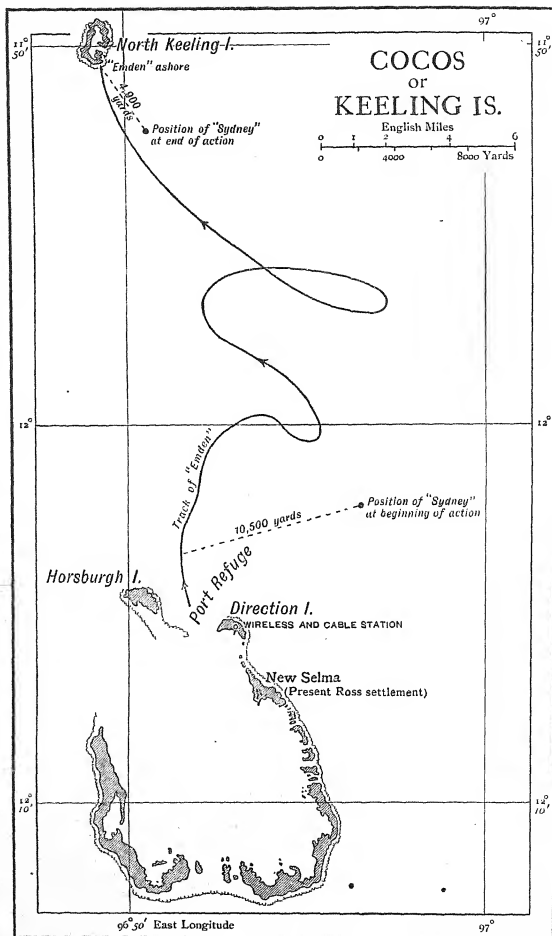 97°
11°
50'
11°
50'
North Keeling I.
"Emden" ashore
4,900
yards
Position of "Sydney"
at end of action
COCOS
or
KEELING IS.
English Miles
0 1 2 4 6
0 4000 8000 Yards
12°
12°
Track of "Emden"
Position of "Sydney"
at beginning of action
10,500 yards
Horsburgh I.
Port Refuge
Direction I.
WIRELESS AND CABLE STATION
New Selma
(Present Ross settlement)
12°
10'
12°
10'
96°50' East Longitude
97°